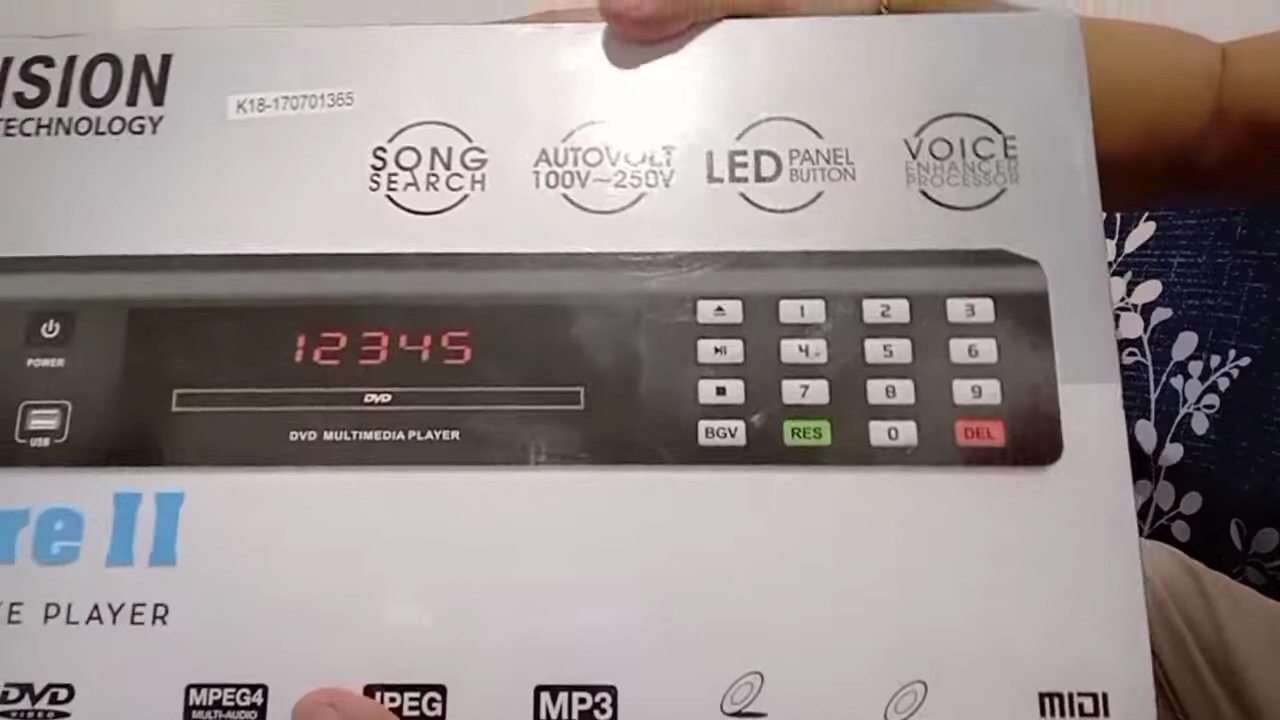 ISION
TECHNOLOGY
K18-170701365
SONG
SEARCH
AUTOVOLT
100V~250V
LED PANEL
BUTTON
VOICE
ENHANCER
PROCESSOR
POWER
USB
12345
DVD
DVD MULTIMEDIA PLAYER
1 2 3
4 5 6
7 8 9
BGV RES 0 DEL
re II
E PLAYER
DVD
VIDEO
MPEG4
MULTI-AUDIO
JPEG
MP3
MIDI